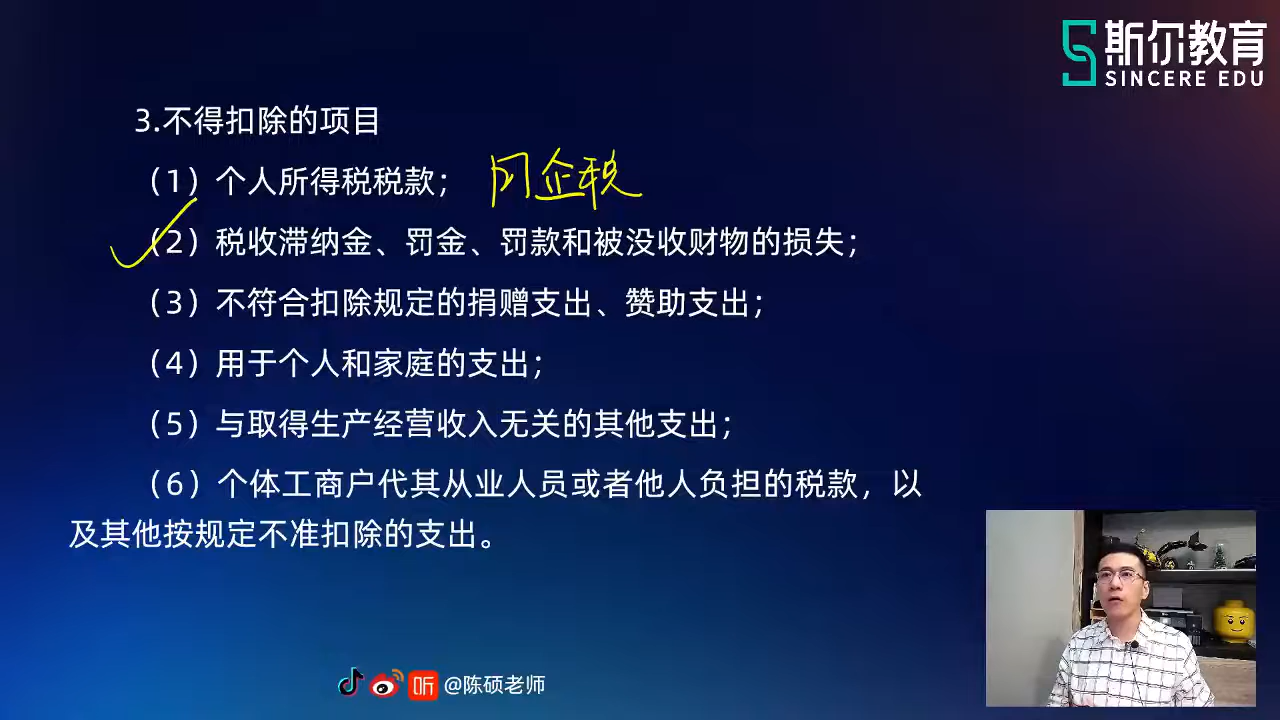 斯尔教育
SINCERE EDU
3.不得扣除的项目
（1）个人所得税税款； 同企税
（2）税收滞纳金、罚金、罚款和被没收财物的损失；
（3）不符合扣除规定的捐赠支出、赞助支出；
（4）用于个人和家庭的支出；
（5）与取得生产经营收入无关的其他支出；
（6）个体工商户代其从业人员或者他人负担的税款，以
及其他按规定不准扣除的支出。
听 @陈硕老师